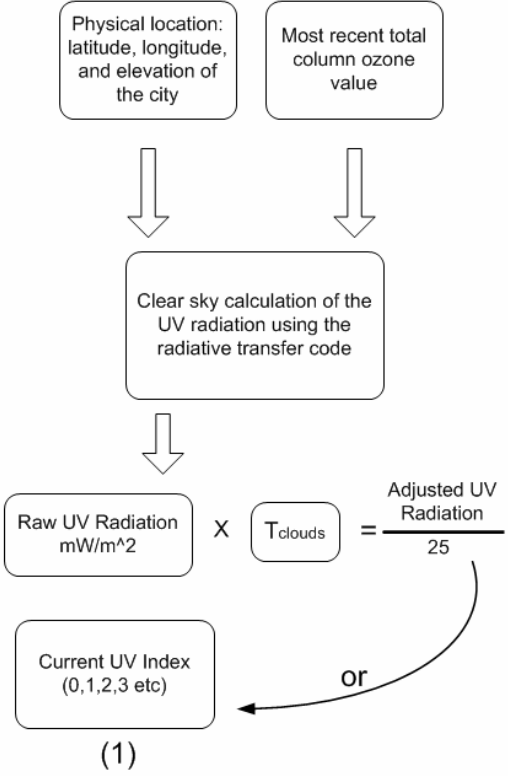 Physical location:
latitude, longitude,
and elevation of
the city
Most recent total
column ozone
value
Clear sky calculation of the
UV radiation using the
radiative transfer code
Raw UV Radiation
mW/m^2
X
Tclouds
=
Adjusted UV
Radiation
25
or
Current UV Index
(0,1,2,3 etc)
(1)